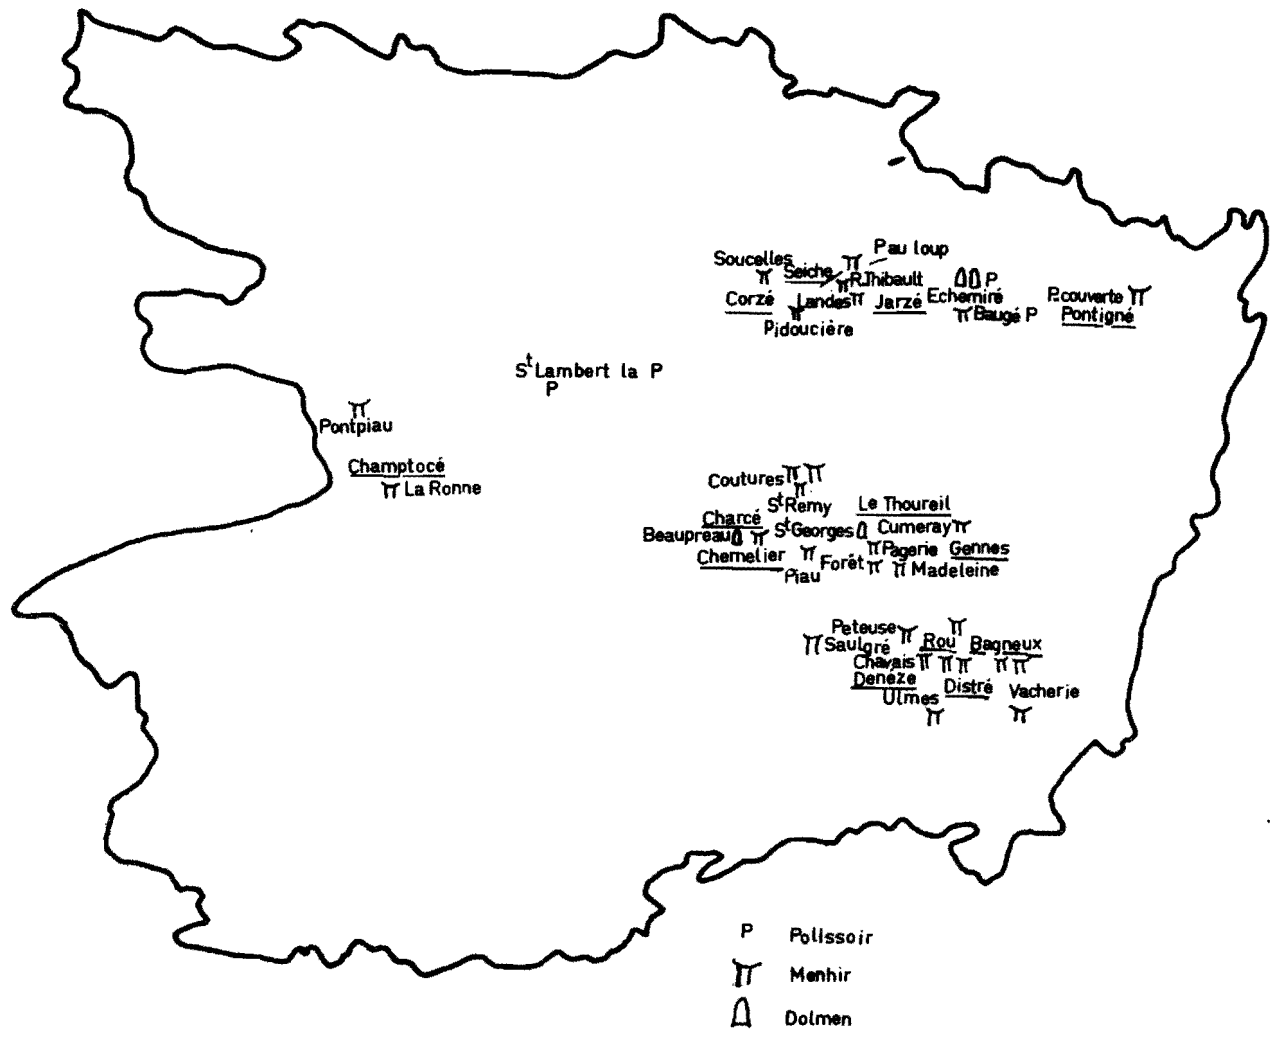 Pau loup
Soucelles
Seiche R.Thibault P
Corzé Landes Jarzé Echemiré P.couverte
Baugé P Pontigné
Pidoucière
St Lambert la P
P
Pontpiau
Champtocé
La Ronne
Coutures
St Remy Le Thoureil
Charcé
Beaupreau St Georges Cumeray
Chemelier Forêt Pagerie Gennes
Piau Madeleine
Peteuse
Saulgré Rou Bagneux
Chavais
Denéze Distré Vacherie
Ulmes
P Polissoir
Menhir
Dolmen